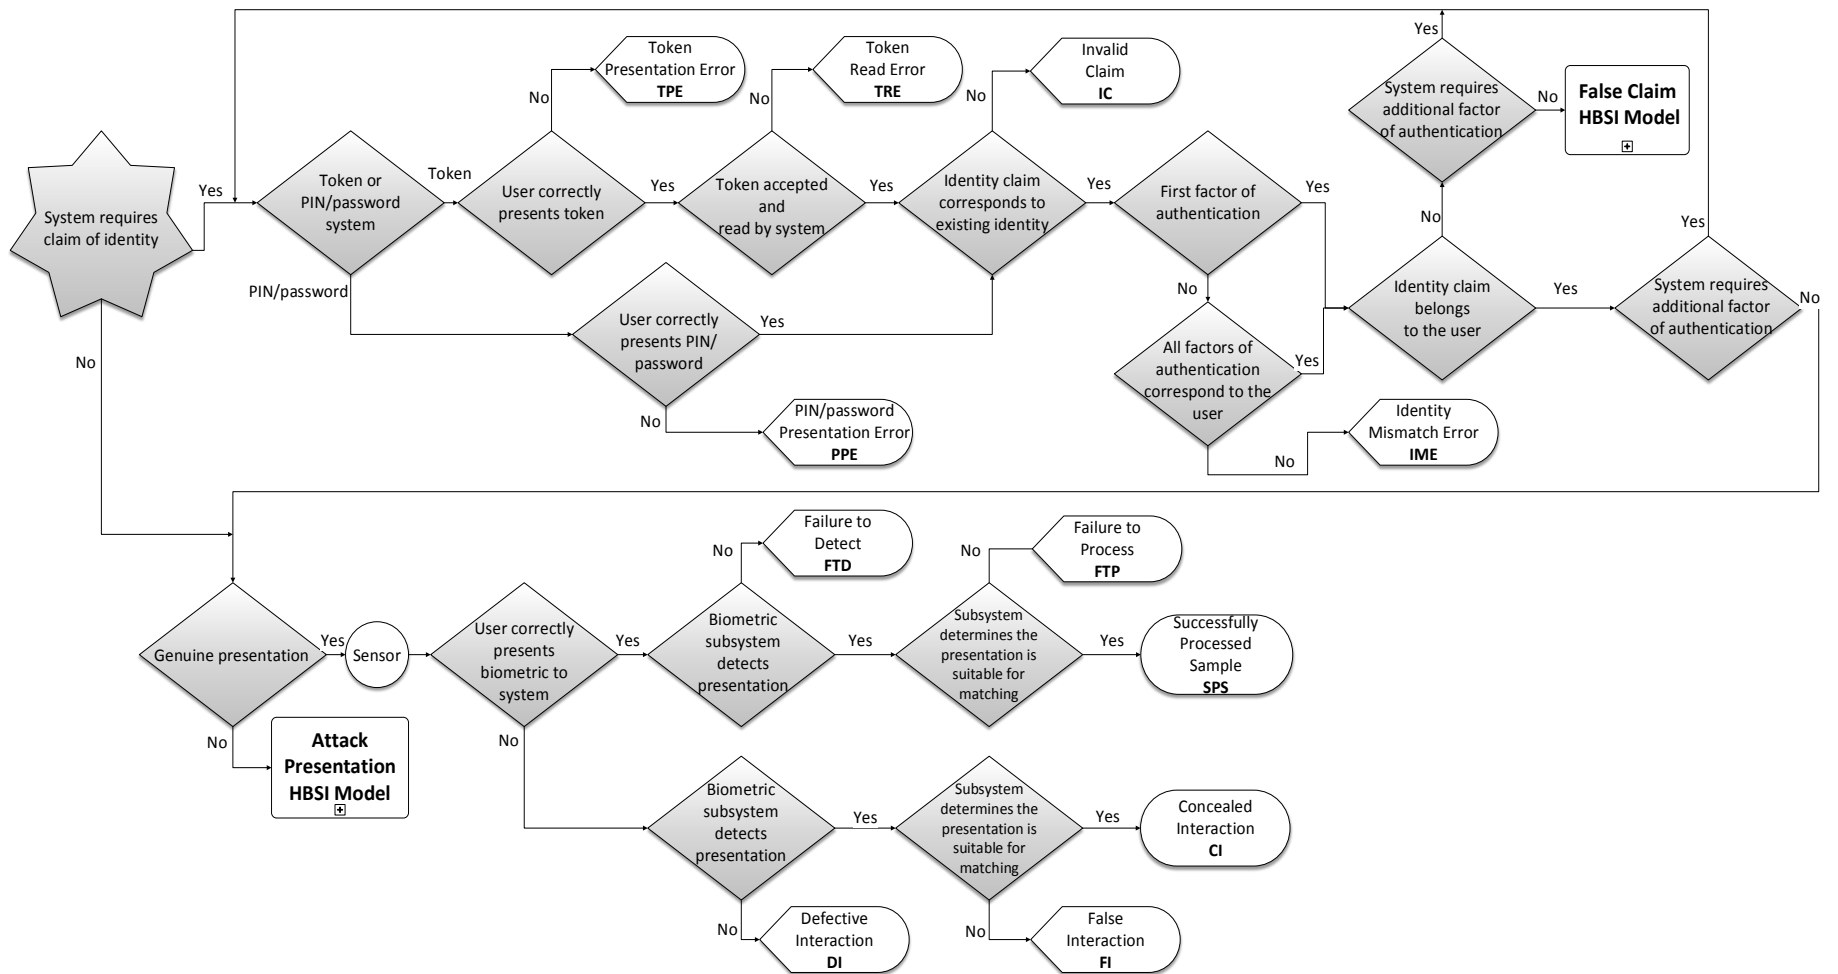 Yes
Token
Presentation Error
TPE
No
Token
Read Error
TRE
No
Invalid
Claim
IC
No
System requires
additional factor
of authentication
No
False Claim
HBSI Model
System requires
claim of identity
Yes
Token or
PIN/password
system
Token
User correctly
presents token
Yes
Token accepted
and
read by system
Yes
Identity claim
corresponds to
existing identity
Yes
First factor of
authentication
Yes
No
Yes
PIN/password
User correctly
presents PIN/
password
Yes
No
Identity claim
belongs
to the user
Yes
System requires
additional factor
of authentication
No
No
All factors of
authentication
correspond to the
user
Yes
No
PIN/password
Presentation Error
PPE
Identity
Mismatch Error
IME
No
Failure to
Detect
FTD
No
Failure to
Process
FTP
No
Genuine presentation
Yes
Sensor
User correctly
presents
biometric to
system
Yes
Biometric
subsystem
detects
presentation
Yes
Subsystem
determines the
presentation is
suitable for
matching
Yes
Successfully
Processed
Sample
SPS
No
Attack
Presentation
HBSI Model
No
Biometric
subsystem
detects
presentation
Yes
Subsystem
determines the
presentation is
suitable for
matching
Yes
Concealed
Interaction
CI
No
Defective
Interaction
DI
No
False
Interaction
FI